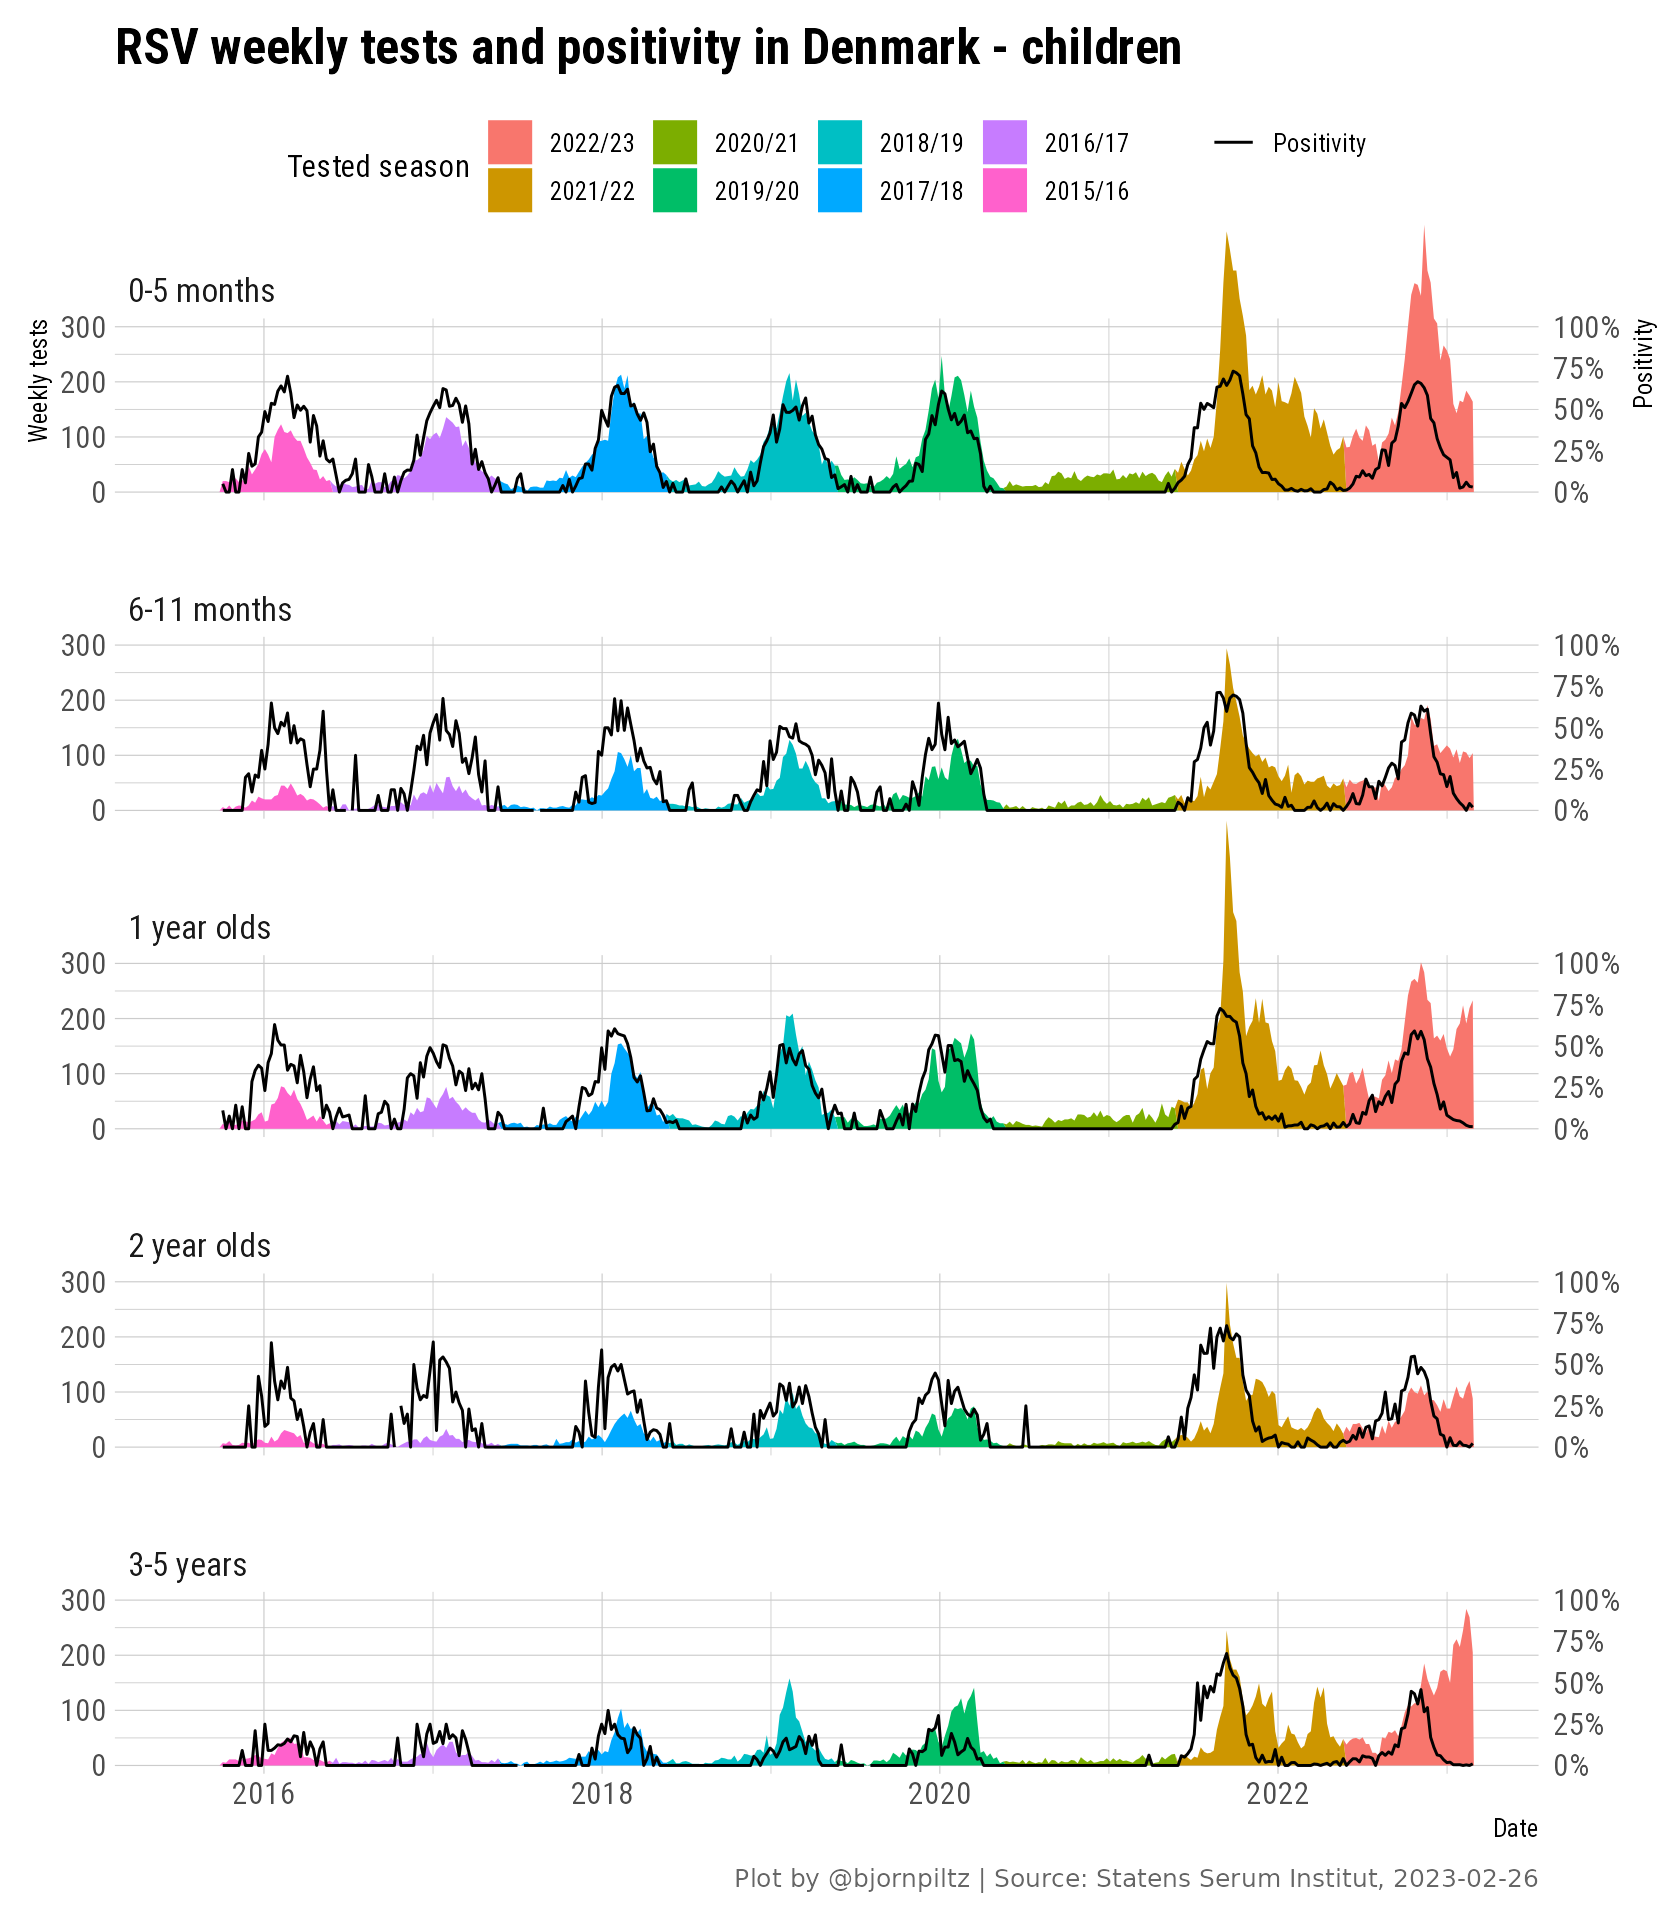 RSV weekly tests and positivity in Denmark - children
Tested season
2022/23 2020/21 2018/19 2016/17 Positivity
2021/22 2019/20 2017/18 2015/16
0-5 months
Weekly tests
Positivity
300 100%
75%
200
50%
100
25%
0 0%
6-11 months
300 100%
75%
200
50%
100
25%
0 0%
1 year olds
300 100%
75%
200
50%
100
25%
0 0%
2 year olds
300 100%
75%
200
50%
100
25%
0 0%
3-5 years
300 100%
75%
200
50%
100
25%
0 0%
2016 2018 2020 2022
Date
Plot by @bjornpiltz | Source: Statens Serum Institut, 2023-02-26